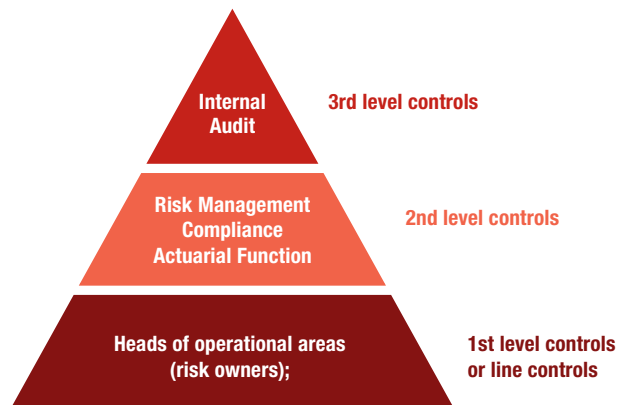 Internal
Audit
3rd level controls
Risk Management
Compliance
Actuarial Function
2nd level controls
Heads of operational areas
(risk owners);
1st level controls
or line controls